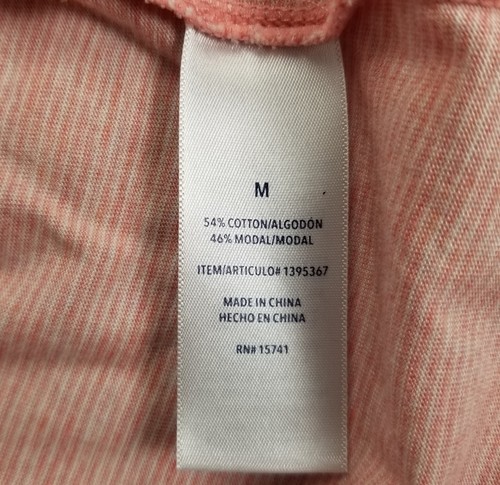 M
54% COTTON/ALGODÓN
46% MODAL/MODAL
ITEM/ARTICULO# 1395367
MADE IN CHINA
HECHO EN CHINA
RN# 15741